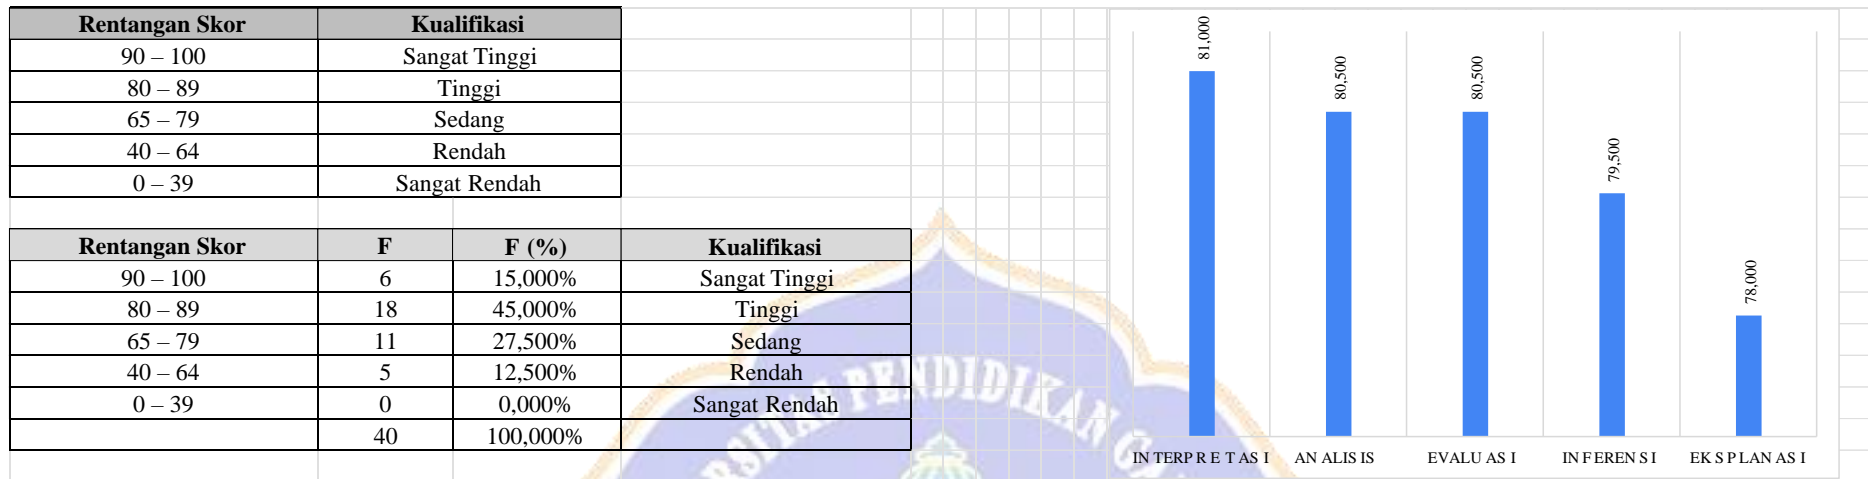 Rentangan Skor Kualifikasi
90 – 100 Sangat Tinggi
80 – 89 Tinggi
65 – 79 Sedang
40 – 64 Rendah
0 – 39 Sangat Rendah
Rentangan Skor F F (%) Kualifikasi
90 – 100 6 15,000% Sangat Tinggi
80 – 89 18 45,000% Tinggi
65 – 79 11 27,500% Sedang
40 – 64 5 12,500% Rendah
0 – 39 0 0,000% Sangat Rendah
40 100,000%
81,000
80,500
80,500
79,500
78,000
INTERPRETASI ANALISIS EVALUASI INFERENSI EKSPLANASI
PENDIDIKAN